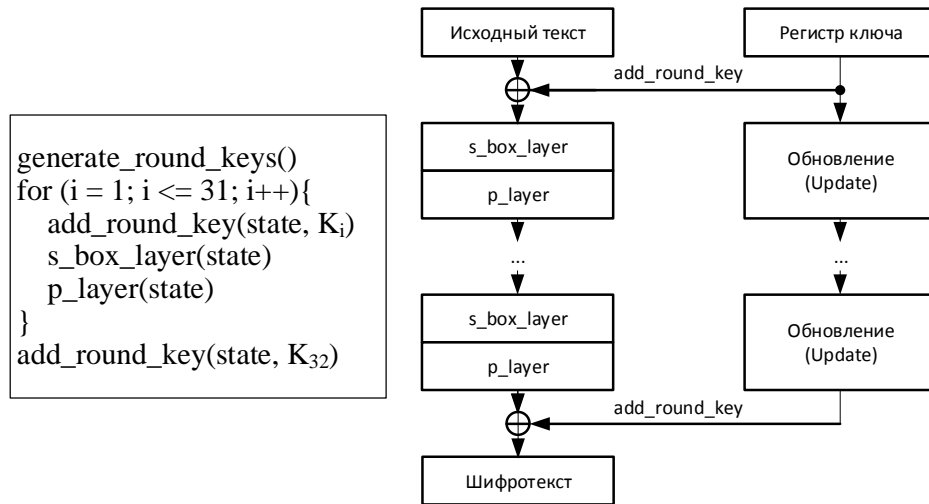 generate_round_keys()
for (i = 1; i <= 31; i++){
add_round_key(state, Ki)
s_box_layer(state)
p_layer(state)
}
add_round_key(state, K32)
Исходный текст
Регистр ключа
add_round_key
s_box_layer
p_layer
Обновление
(Update)
...
...
s_box_layer
p_layer
Обновление
(Update)
add_round_key
Шифротекст